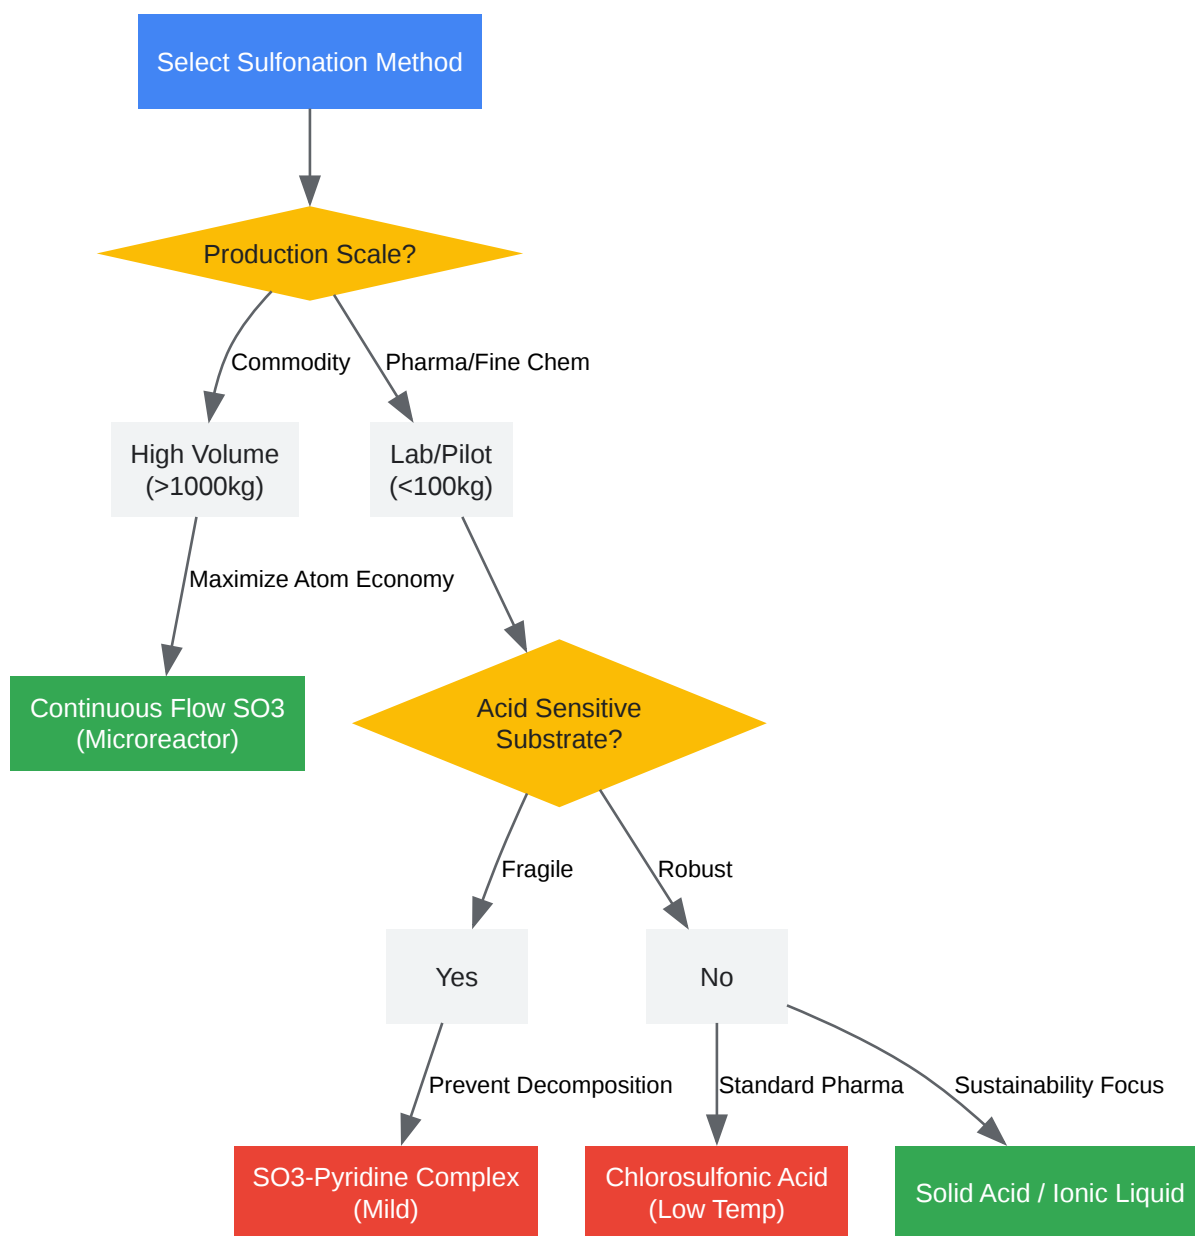 Select Sulfonation Method
Production Scale?
Commodity
Pharma/Fine Chem
High Volume
(>1000kg)
Lab/Pilot
(<100kg)
Maximize Atom Economy
Continuous Flow SO3
(Microreactor)
Acid Sensitive
Substrate?
Fragile
Robust
Yes
No
Prevent Decomposition
Standard Pharma
Sustainability Focus
SO3-Pyridine Complex
(Mild)
Chlorosulfonic Acid
(Low Temp)
Solid Acid / Ionic Liquid